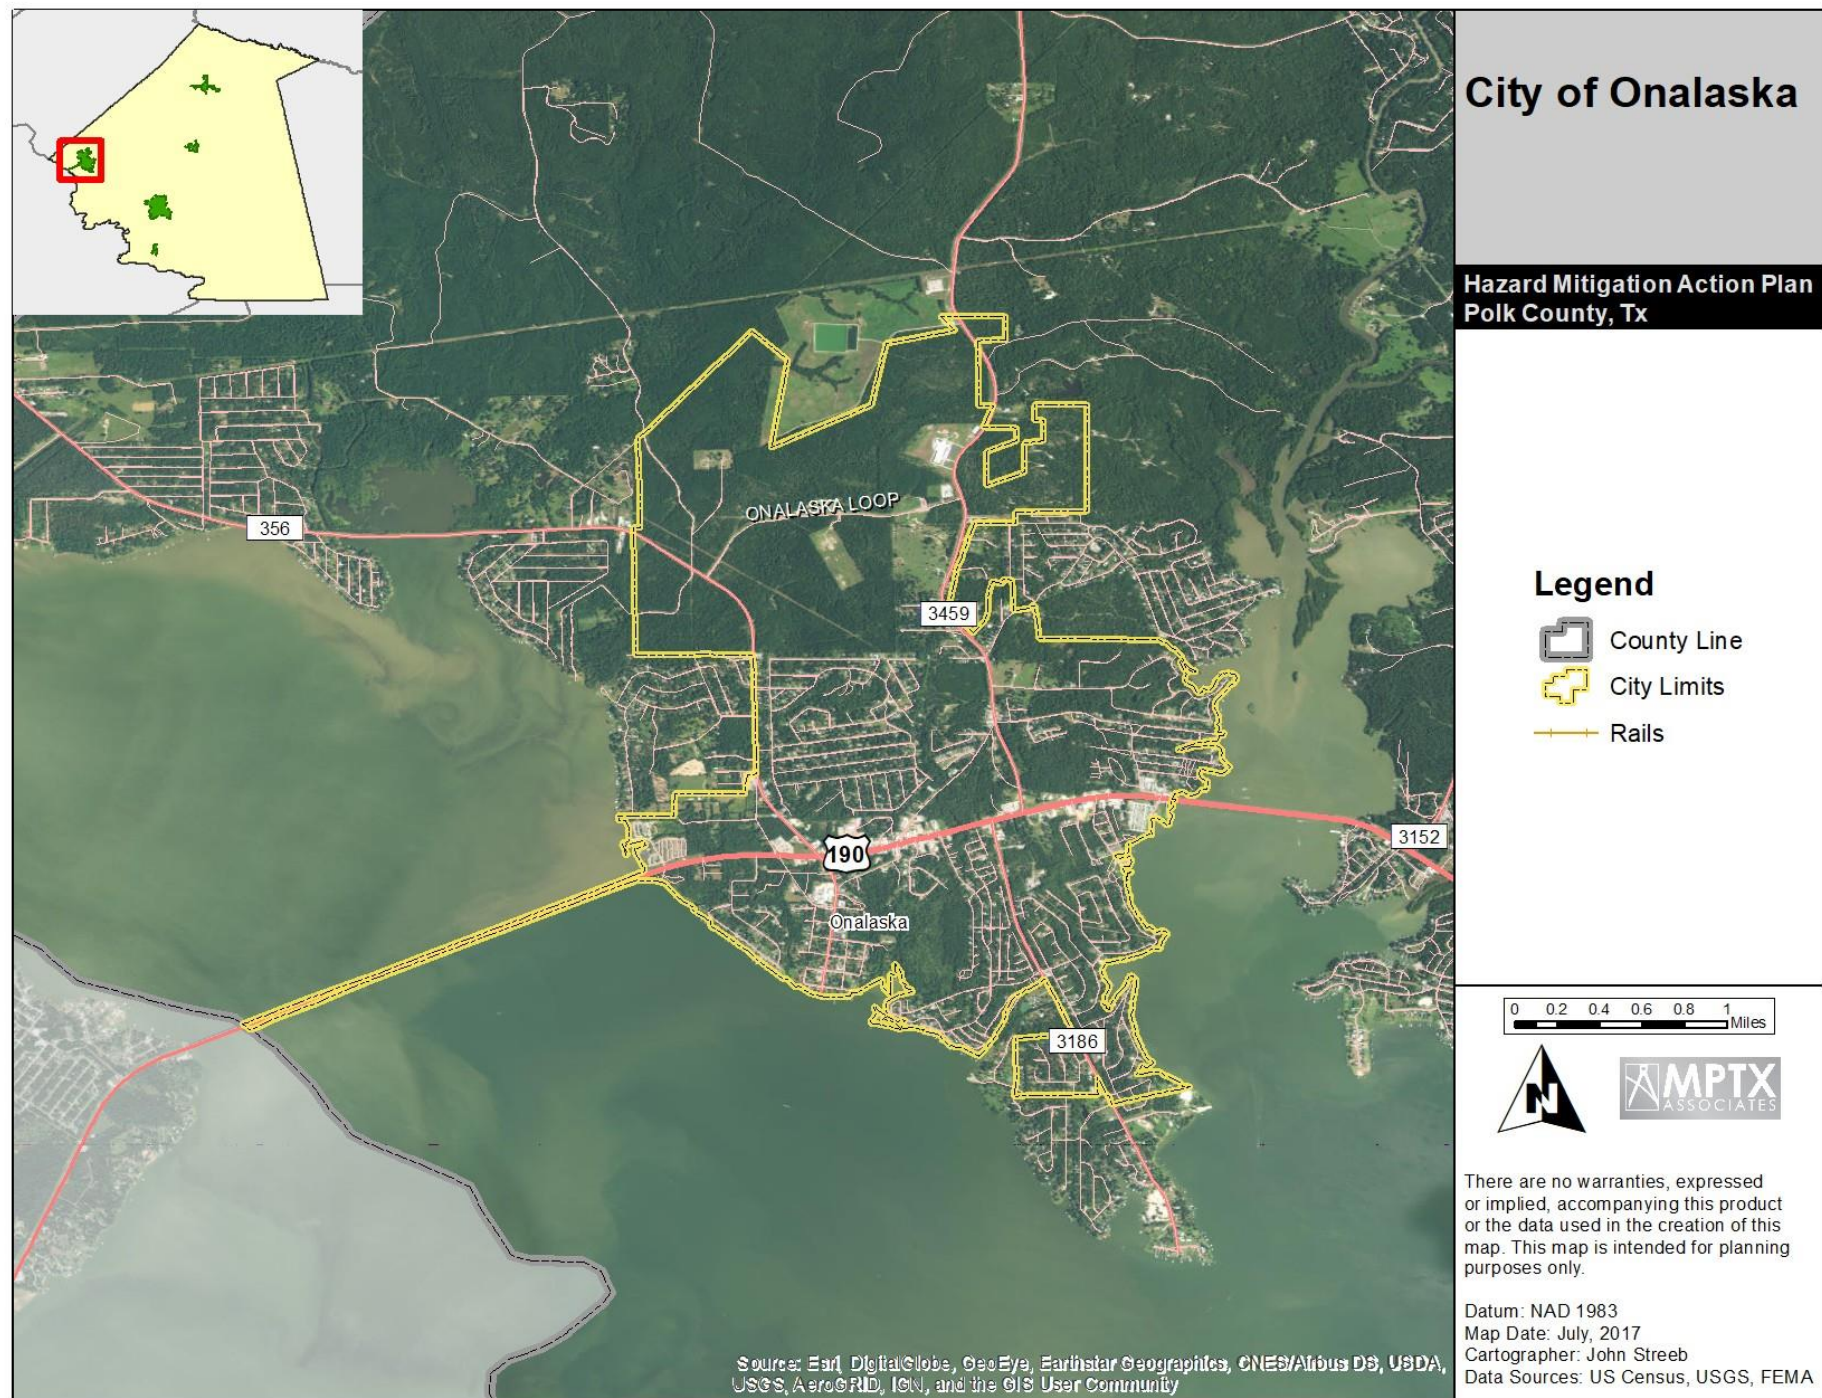 City of Onalaska
Hazard Mitigation Action Plan
Polk County, Tx
ONALASKA LOOP
356
3459
190
3152
Onalaska
3186
Legend
County Line
City Limits
Rails
0 0.2 0.4 0.6 0.8 1
Miles
N
MPTX
ASSOCIATES
There are no warranties, expressed
or implied, accompanying this product
or the data used in the creation of this
map. This map is intended for planning
purposes only.
Datum: NAD 1983
Map Date: July, 2017
Cartographer: John Streeb
Data Sources: US Census, USGS, FEMA
Source: Esri, DigitalGlobe, GeoEye, Earthstar Geographics, CNES/Airbus DS, USDA,
USGS, AeroGRID, IGN, and the GIS User Community